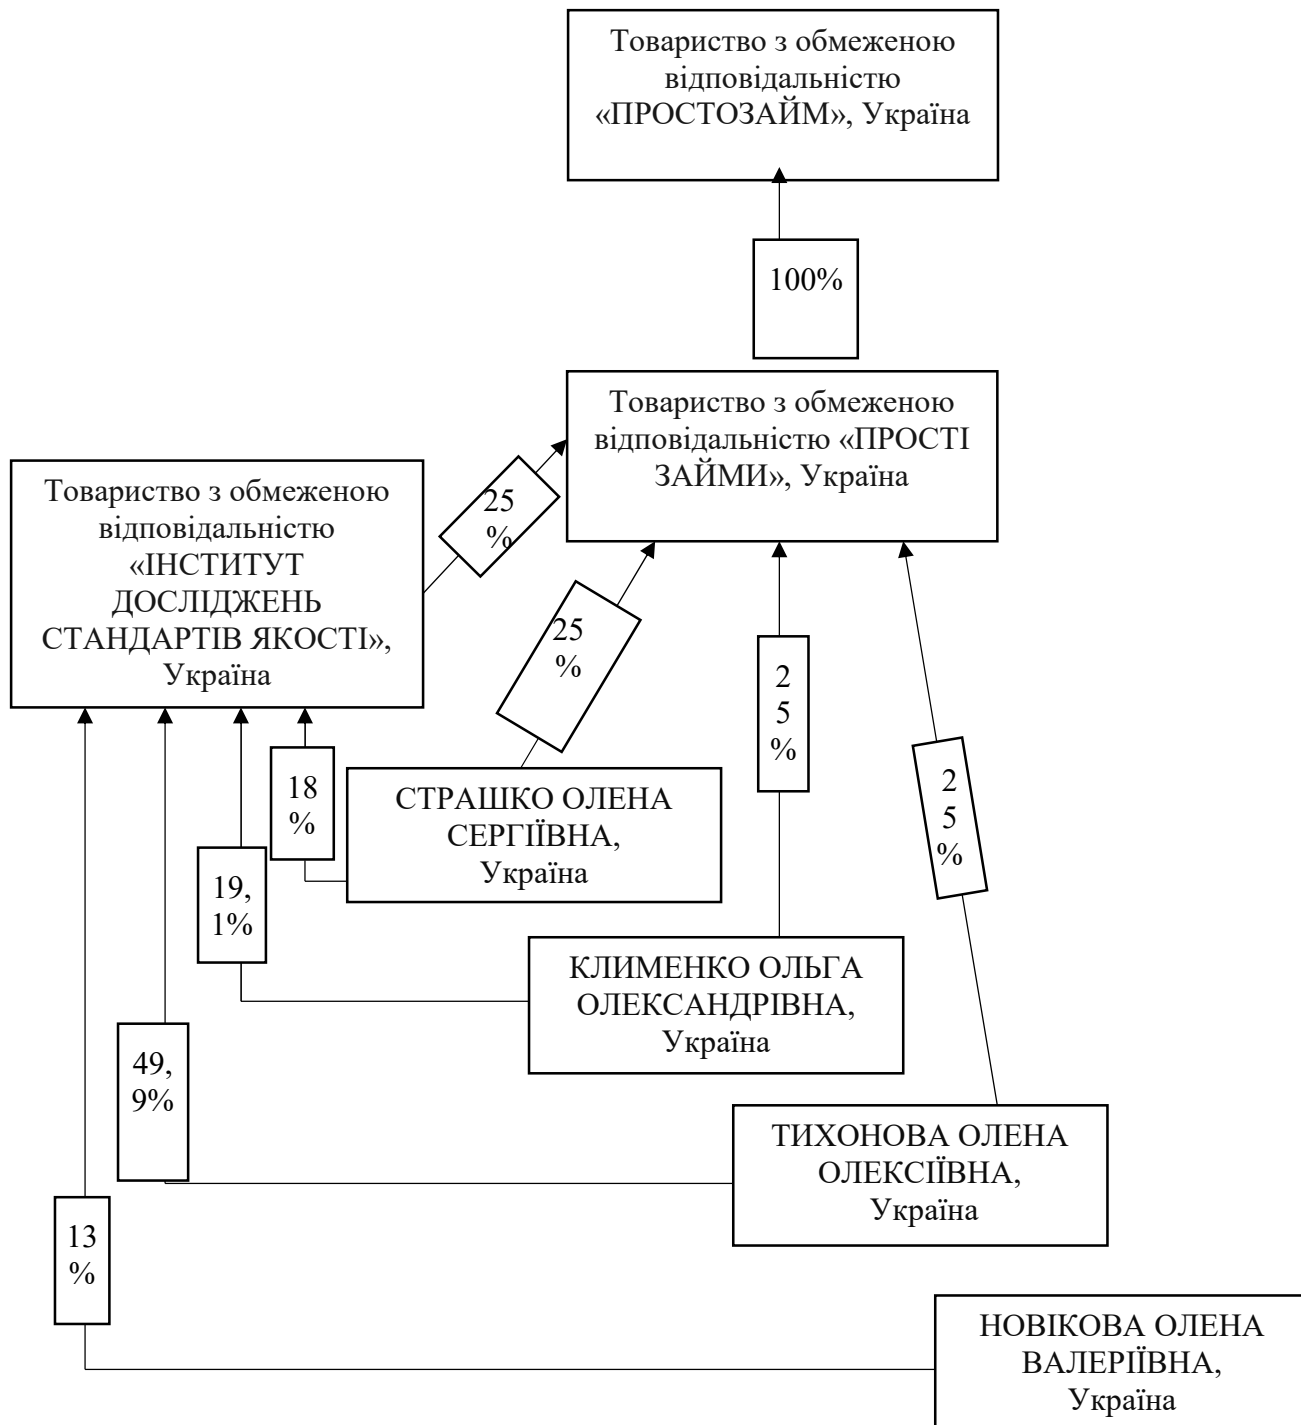 Товариство з обмеженою
відповідальністю
«ПРОСТОЗАЙМ», Україна
100%
Товариство з обмеженою
відповідальністю «ПРОСТІ
ЗАЙМИ», Україна
Товариство з обмеженою
відповідальністю
«ІНСТИТУТ
ДОСЛІДЖЕНЬ
СТАНДАРТІВ ЯКОСТІ»,
Україна
25
%
25
%
2
5
%
2
5
%
18
%
СТРАШКО ОЛЕНА
СЕРГІЇВНА,
Україна
19,
1%
КЛИМЕНКО ОЛЬГА
ОЛЕКСАНДРІВНА,
Україна
49,
9%
ТИХОНОВА ОЛЕНА
ОЛЕКСІЇВНА,
Україна
13
%
НОВІКОВА ОЛЕНА
ВАЛЕРІЇВНА,
Україна